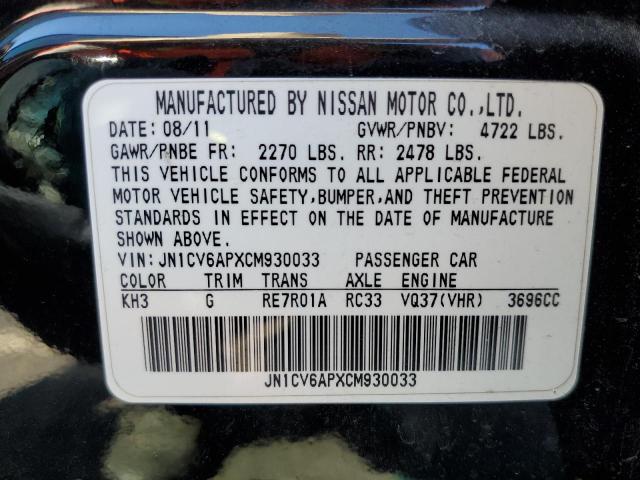 MANUFACTURED BY NISSAN MOTOR CO.,LTD.
DATE: 08/11 GVWR/PNBV: 4722 LBS.
GAWR/PNBE FR: 2270 LBS. RR: 2478 LBS.
THIS VEHICLE CONFORMS TO ALL APPLICABLE FEDERAL
MOTOR VEHICLE SAFETY,BUMPER,AND THEFT PREVENTION
STANDARDS IN EFFECT ON THE DATE OF MANUFACTURE
SHOWN ABOVE.
VIN: JN1CV6APXCM930033 PASSENGER CAR
COLOR TRIM TRANS AXLE ENGINE
KH3 G RE7R01A RC33 VQ37(VHR) 3696CC
JN1CV6APXCM930033